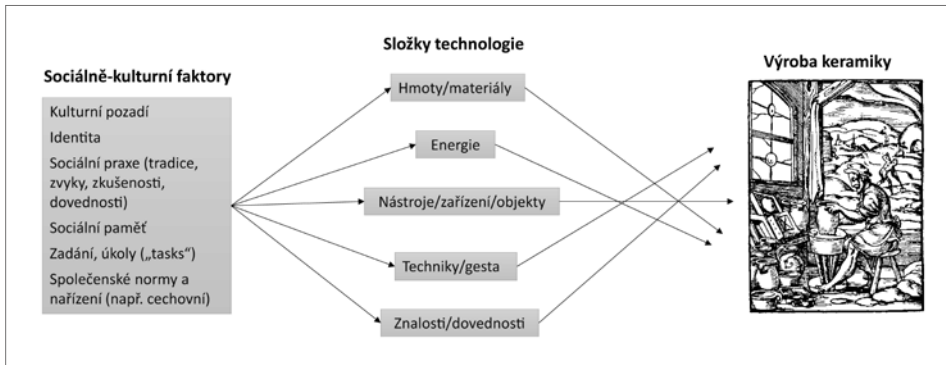 Sociálně-kulturní faktory
Kulturní pozadí
Identita
Sociální praxe (tradice,
zvyky, zkušenosti,
dovednosti)
Sociální paměť
Zadání, úkoly („tasks“)
Společenské normy a
nařízení (např. cechovní)
Složky technologie
Hmoty/materiály
Energie
Nástroje/zařízení/objekty
Techniky/gesta
Znalosti/dovednosti
Výroba keramiky